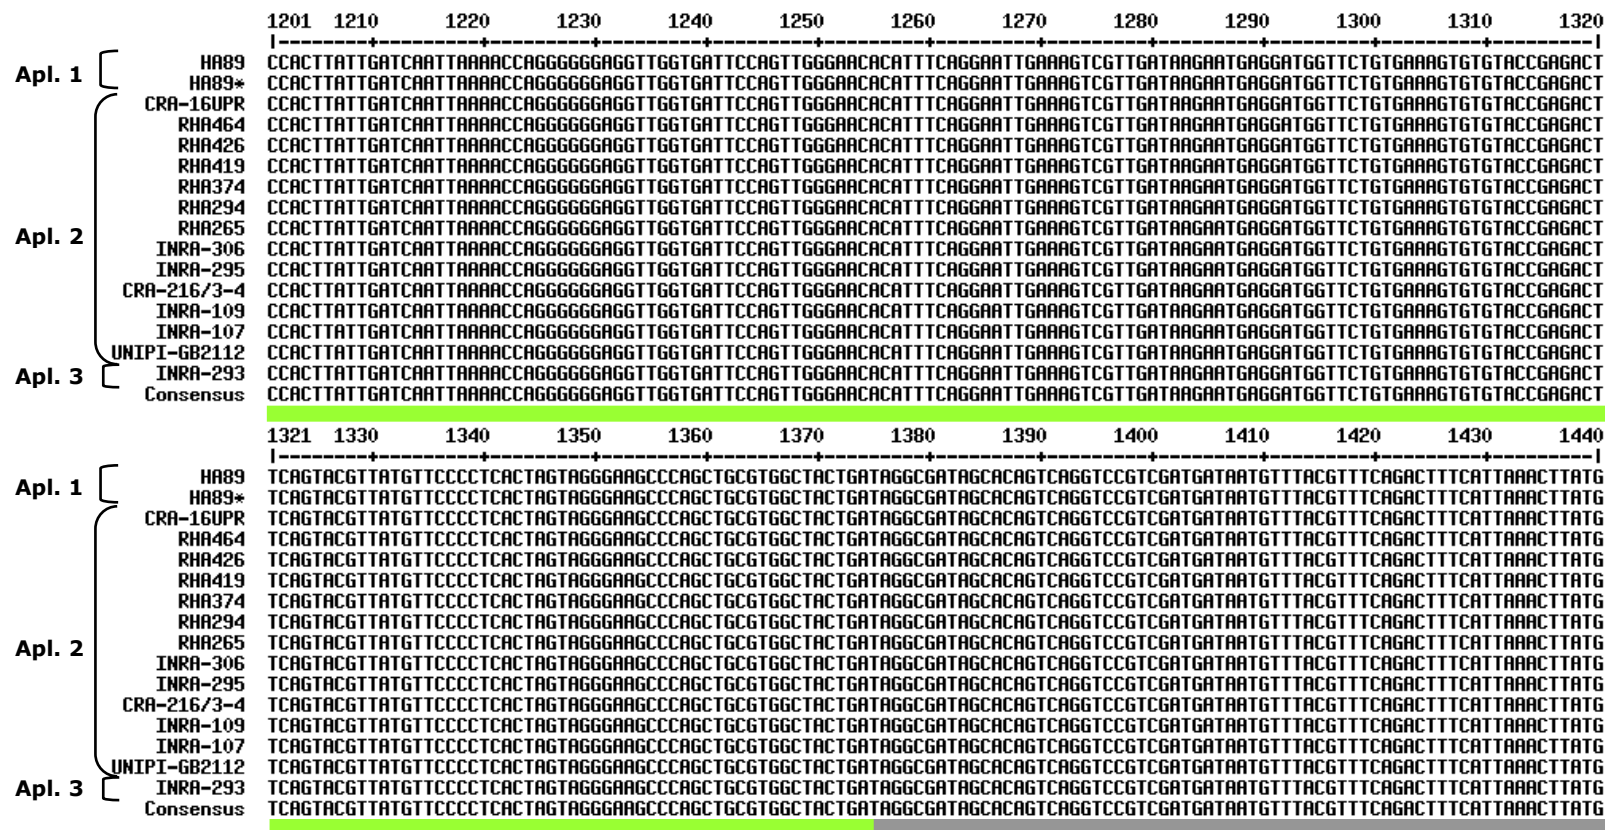 1201 1210 1220 1230 1240 1250 1260 1270 1280 1290 1300 1310 1320
|--------+---------+---------+---------+---------+---------+---------+---------+---------+---------+---------+---------|
Apl. 1
HA89 CCACTTATTGATCAATTAAAACCAGGGGGGAGGTTGGTGATTCCAGTTGGGAACACATTTCAGGAATTGAAAGTCGTTGATAAGAATGAGGATGGTTCTGTGAAAGTGTGTACCGAGACT
HA89* CCACTTATTGATCAATTAAAACCAGGGGGGAGGTTGGTGATTCCAGTTGGGAACACATTTCAGGAATTGAAAGTCGTTGATAAGAATGAGGATGGTTCTGTGAAAGTGTGTACCGAGACT
Apl. 2
CRA-16UPR CCACTTATTGATCAATTAAAACCAGGGGGGAGGTTGGTGATTCCAGTTGGGAACACATTTCAGGAATTGAAAGTCGTTGATAAGAATGAGGATGGTTCTGTGAAAGTGTGTACCGAGACT
RHA464 CCACTTATTGATCAATTAAAACCAGGGGGGAGGTTGGTGATTCCAGTTGGGAACACATTTCAGGAATTGAAAGTCGTTGATAAGAATGAGGATGGTTCTGTGAAAGTGTGTACCGAGACT
RHA426 CCACTTATTGATCAATTAAAACCAGGGGGGAGGTTGGTGATTCCAGTTGGGAACACATTTCAGGAATTGAAAGTCGTTGATAAGAATGAGGATGGTTCTGTGAAAGTGTGTACCGAGACT
RHA419 CCACTTATTGATCAATTAAAACCAGGGGGGAGGTTGGTGATTCCAGTTGGGAACACATTTCAGGAATTGAAAGTCGTTGATAAGAATGAGGATGGTTCTGTGAAAGTGTGTACCGAGACT
RHA374 CCACTTATTGATCAATTAAAACCAGGGGGGAGGTTGGTGATTCCAGTTGGGAACACATTTCAGGAATTGAAAGTCGTTGATAAGAATGAGGATGGTTCTGTGAAAGTGTGTACCGAGACT
RHA294 CCACTTATTGATCAATTAAAACCAGGGGGGAGGTTGGTGATTCCAGTTGGGAACACATTTCAGGAATTGAAAGTCGTTGATAAGAATGAGGATGGTTCTGTGAAAGTGTGTACCGAGACT
RHA265 CCACTTATTGATCAATTAAAACCAGGGGGGAGGTTGGTGATTCCAGTTGGGAACACATTTCAGGAATTGAAAGTCGTTGATAAGAATGAGGATGGTTCTGTGAAAGTGTGTACCGAGACT
INRA-306 CCACTTATTGATCAATTAAAACCAGGGGGGAGGTTGGTGATTCCAGTTGGGAACACATTTCAGGAATTGAAAGTCGTTGATAAGAATGAGGATGGTTCTGTGAAAGTGTGTACCGAGACT
INRA-295 CCACTTATTGATCAATTAAAACCAGGGGGGAGGTTGGTGATTCCAGTTGGGAACACATTTCAGGAATTGAAAGTCGTTGATAAGAATGAGGATGGTTCTGTGAAAGTGTGTACCGAGACT
CRA-216/3-4 CCACTTATTGATCAATTAAAACCAGGGGGGAGGTTGGTGATTCCAGTTGGGAACACATTTCAGGAATTGAAAGTCGTTGATAAGAATGAGGATGGTTCTGTGAAAGTGTGTACCGAGACT
INRA-109 CCACTTATTGATCAATTAAAACCAGGGGGGAGGTTGGTGATTCCAGTTGGGAACACATTTCAGGAATTGAAAGTCGTTGATAAGAATGAGGATGGTTCTGTGAAAGTGTGTACCGAGACT
INRA-107 CCACTTATTGATCAATTAAAACCAGGGGGGAGGTTGGTGATTCCAGTTGGGAACACATTTCAGGAATTGAAAGTCGTTGATAAGAATGAGGATGGTTCTGTGAAAGTGTGTACCGAGACT
UNIPI-GB2112 CCACTTATTGATCAATTAAAACCAGGGGGGAGGTTGGTGATTCCAGTTGGGAACACATTTCAGGAATTGAAAGTCGTTGATAAGAATGAGGATGGTTCTGTGAAAGTGTGTACCGAGACT
Apl. 3
INRA-293 CCACTTATTGATCAATTAAAACCAGGGGGGAGGTTGGTGATTCCAGTTGGGAACACATTTCAGGAATTGAAAGTCGTTGATAAGAATGAGGATGGTTCTGTGAAAGTGTGTACCGAGACT
Consensus CCACTTATTGATCAATTAAAACCAGGGGGGAGGTTGGTGATTCCAGTTGGGAACACATTTCAGGAATTGAAAGTCGTTGATAAGAATGAGGATGGTTCTGTGAAAGTGTGTACCGAGACT
1321 1330 1340 1350 1360 1370 1380 1390 1400 1410 1420 1430 1440
|--------+---------+---------+---------+---------+---------+---------+---------+---------+---------+---------+---------|
Apl. 1
HA89 TCAGTACGTTATGTTCCCCTCACTAGTAGGGAAGCCCAGCTGCGTGGCTACTGATAGGCGATAGCACAGTCAGGTCCGTCGATGATAATGTTTACGTTTCAGACTTTCATTAAACTTATG
HA89* TCAGTACGTTATGTTCCCCTCACTAGTAGGGAAGCCCAGCTGCGTGGCTACTGATAGGCGATAGCACAGTCAGGTCCGTCGATGATAATGTTTACGTTTCAGACTTTCATTAAACTTATG
Apl. 2
CRA-16UPR TCAGTACGTTATGTTCCCCTCACTAGTAGGGAAGCCCAGCTGCGTGGCTACTGATAGGCGATAGCACAGTCAGGTCCGTCGATGATAATGTTTACGTTTCAGACTTTCATTAAACTTATG
RHA464 TCAGTACGTTATGTTCCCCTCACTAGTAGGGAAGCCCAGCTGCGTGGCTACTGATAGGCGATAGCACAGTCAGGTCCGTCGATGATAATGTTTACGTTTCAGACTTTCATTAAACTTATG
RHA426 TCAGTACGTTATGTTCCCCTCACTAGTAGGGAAGCCCAGCTGCGTGGCTACTGATAGGCGATAGCACAGTCAGGTCCGTCGATGATAATGTTTACGTTTCAGACTTTCATTAAACTTATG
RHA419 TCAGTACGTTATGTTCCCCTCACTAGTAGGGAAGCCCAGCTGCGTGGCTACTGATAGGCGATAGCACAGTCAGGTCCGTCGATGATAATGTTTACGTTTCAGACTTTCATTAAACTTATG
RHA374 TCAGTACGTTATGTTCCCCTCACTAGTAGGGAAGCCCAGCTGCGTGGCTACTGATAGGCGATAGCACAGTCAGGTCCGTCGATGATAATGTTTACGTTTCAGACTTTCATTAAACTTATG
RHA294 TCAGTACGTTATGTTCCCCTCACTAGTAGGGAAGCCCAGCTGCGTGGCTACTGATAGGCGATAGCACAGTCAGGTCCGTCGATGATAATGTTTACGTTTCAGACTTTCATTAAACTTATG
RHA265 TCAGTACGTTATGTTCCCCTCACTAGTAGGGAAGCCCAGCTGCGTGGCTACTGATAGGCGATAGCACAGTCAGGTCCGTCGATGATAATGTTTACGTTTCAGACTTTCATTAAACTTATG
INRA-306 TCAGTACGTTATGTTCCCCTCACTAGTAGGGAAGCCCAGCTGCGTGGCTACTGATAGGCGATAGCACAGTCAGGTCCGTCGATGATAATGTTTACGTTTCAGACTTTCATTAAACTTATG
INRA-295 TCAGTACGTTATGTTCCCCTCACTAGTAGGGAAGCCCAGCTGCGTGGCTACTGATAGGCGATAGCACAGTCAGGTCCGTCGATGATAATGTTTACGTTTCAGACTTTCATTAAACTTATG
CRA-216/3-4 TCAGTACGTTATGTTCCCCTCACTAGTAGGGAAGCCCAGCTGCGTGGCTACTGATAGGCGATAGCACAGTCAGGTCCGTCGATGATAATGTTTACGTTTCAGACTTTCATTAAACTTATG
INRA-109 TCAGTACGTTATGTTCCCCTCACTAGTAGGGAAGCCCAGCTGCGTGGCTACTGATAGGCGATAGCACAGTCAGGTCCGTCGATGATAATGTTTACGTTTCAGACTTTCATTAAACTTATG
INRA-107 TCAGTACGTTATGTTCCCCTCACTAGTAGGGAAGCCCAGCTGCGTGGCTACTGATAGGCGATAGCACAGTCAGGTCCGTCGATGATAATGTTTACGTTTCAGACTTTCATTAAACTTATG
UNIPI-GB2112 TCAGTACGTTATGTTCCCCTCACTAGTAGGGAAGCCCAGCTGCGTGGCTACTGATAGGCGATAGCACAGTCAGGTCCGTCGATGATAATGTTTACGTTTCAGACTTTCATTAAACTTATG
Apl. 3
INRA-293 TCAGTACGTTATGTTCCCCTCACTAGTAGGGAAGCCCAGCTGCGTGGCTACTGATAGGCGATAGCACAGTCAGGTCCGTCGATGATAATGTTTACGTTTCAGACTTTCATTAAACTTATG
Consensus TCAGTACGTTATGTTCCCCTCACTAGTAGGGAAGCCCAGCTGCGTGGCTACTGATAGGCGATAGCACAGTCAGGTCCGTCGATGATAATGTTTACGTTTCAGACTTTCATTAAACTTATG